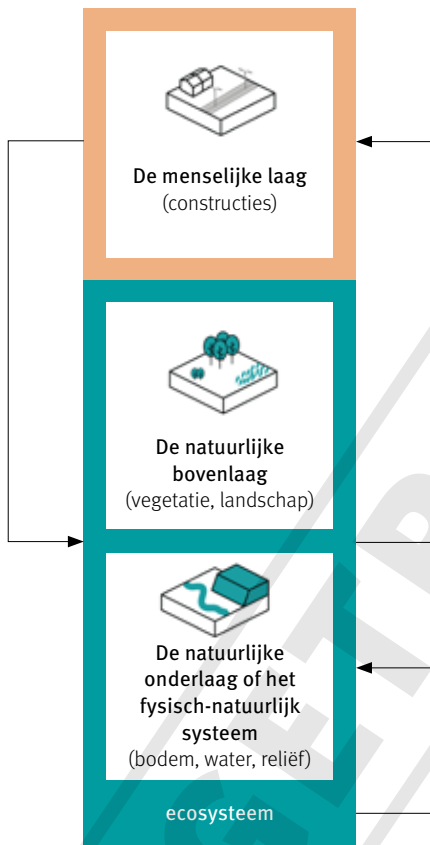 De menselijke laag
(constructies)
De natuurlijke
bovenlaag
(vegetatie, landschap)
De natuurlijke
onderlaag of het
fysisch-natuurlijk
systeem
(bodem, water, reliëf)
ecosysteem